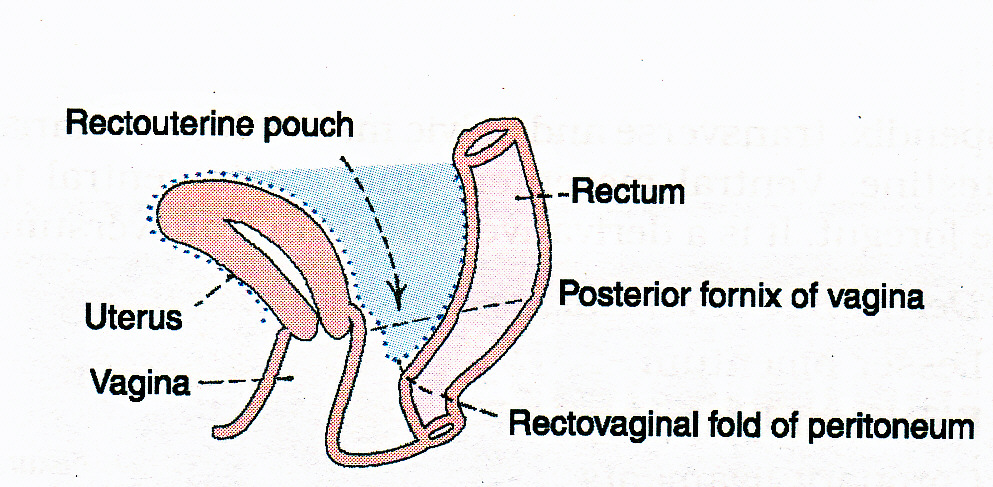 Rectouterine pouch
Rectum
Posterior fornix of vagina
Uterus
Vagina
Rectovaginal fold of peritoneum